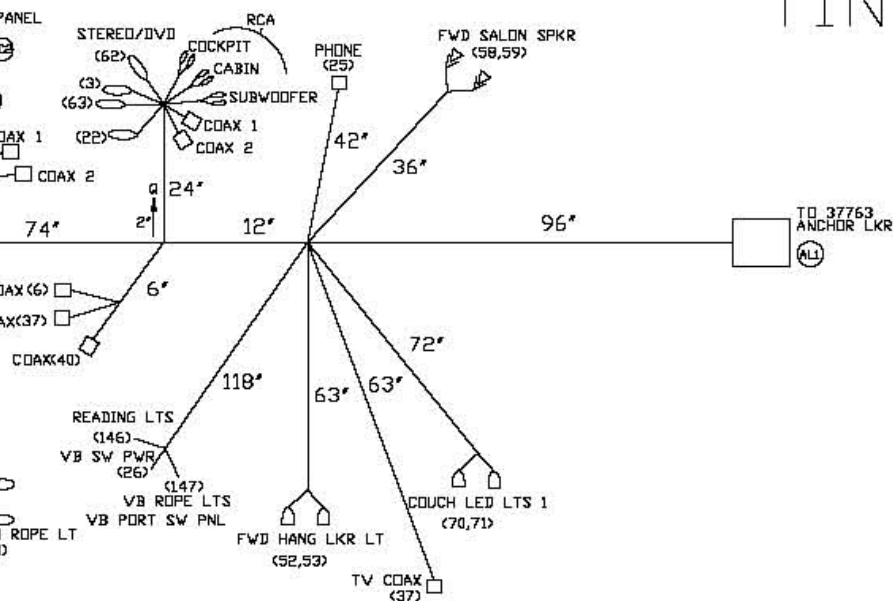 PANEL
STEREO/DVD
RCA
COCKPIT
(62)
CABIN
(3)
(63)
SUBWOOFER
(22)
COAX 1
COAX 2
PHONE
(25)
FWD SALON SPKR
(58,59)
OAX 1
COAX 2
24"
42"
36"
2"
74"
12"
96"
TO 37763
ANCHOR LKR
AL1
OAX(6)
6"
AX(37)
COAX(40)
118"
63"
63"
72"
READING LTS
(146)
VB SW PWR
(26)
(147)
VB ROPE LTS
VB PORT SW PNL
ROPE LT
FWD HANG LKR LT
(52,53)
COUCH LED LTS 1
(70,71)
TV COAX
(37)